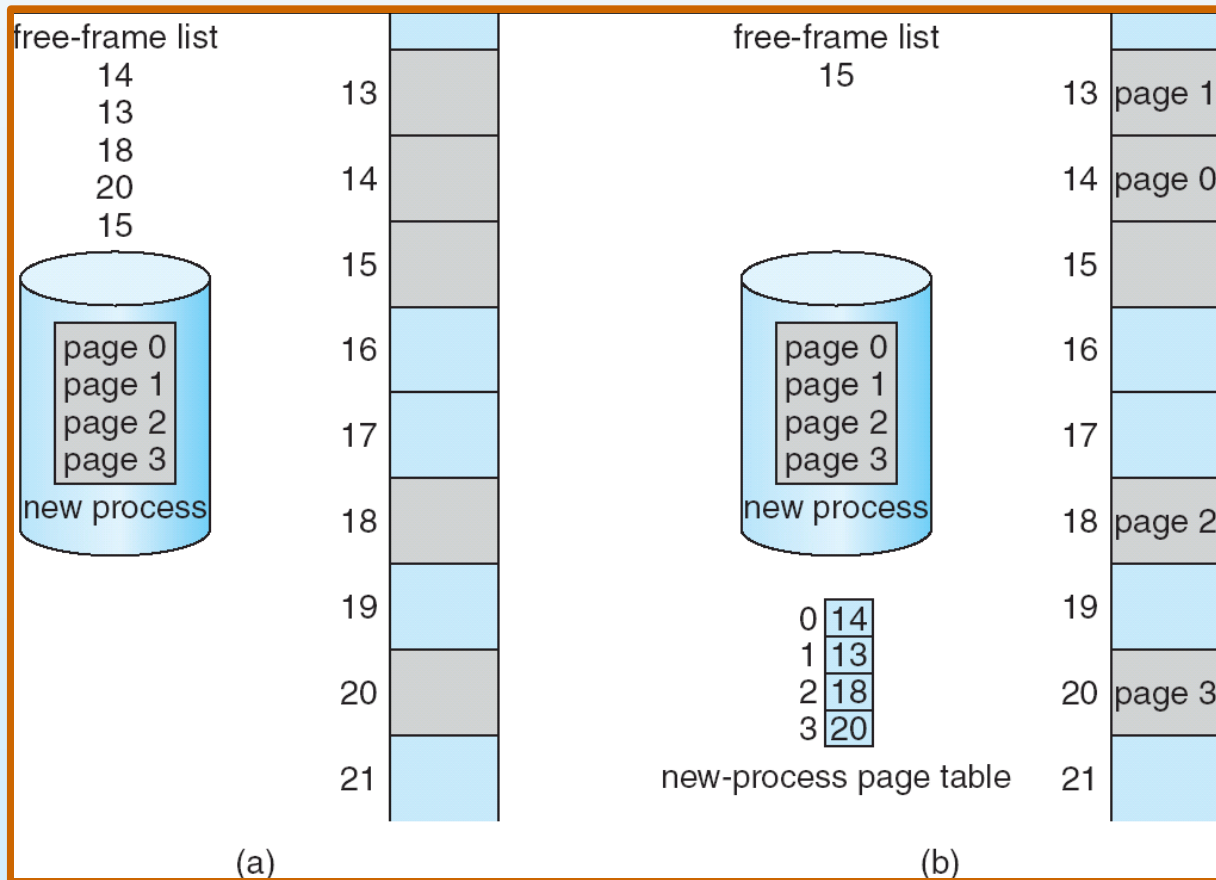 free-frame list
14
13
18
20
15
page 0
page 1
page 2
page 3
new process
13
14
15
16
17
18
19
20
21
(a)
free-frame list
15
page 0
page 1
page 2
page 3
new process
0 14
1 13
2 18
3 20
new-process page table
13 page 1
14 page 0
15
16
17
18 page 2
19
20 page 3
21
(b)